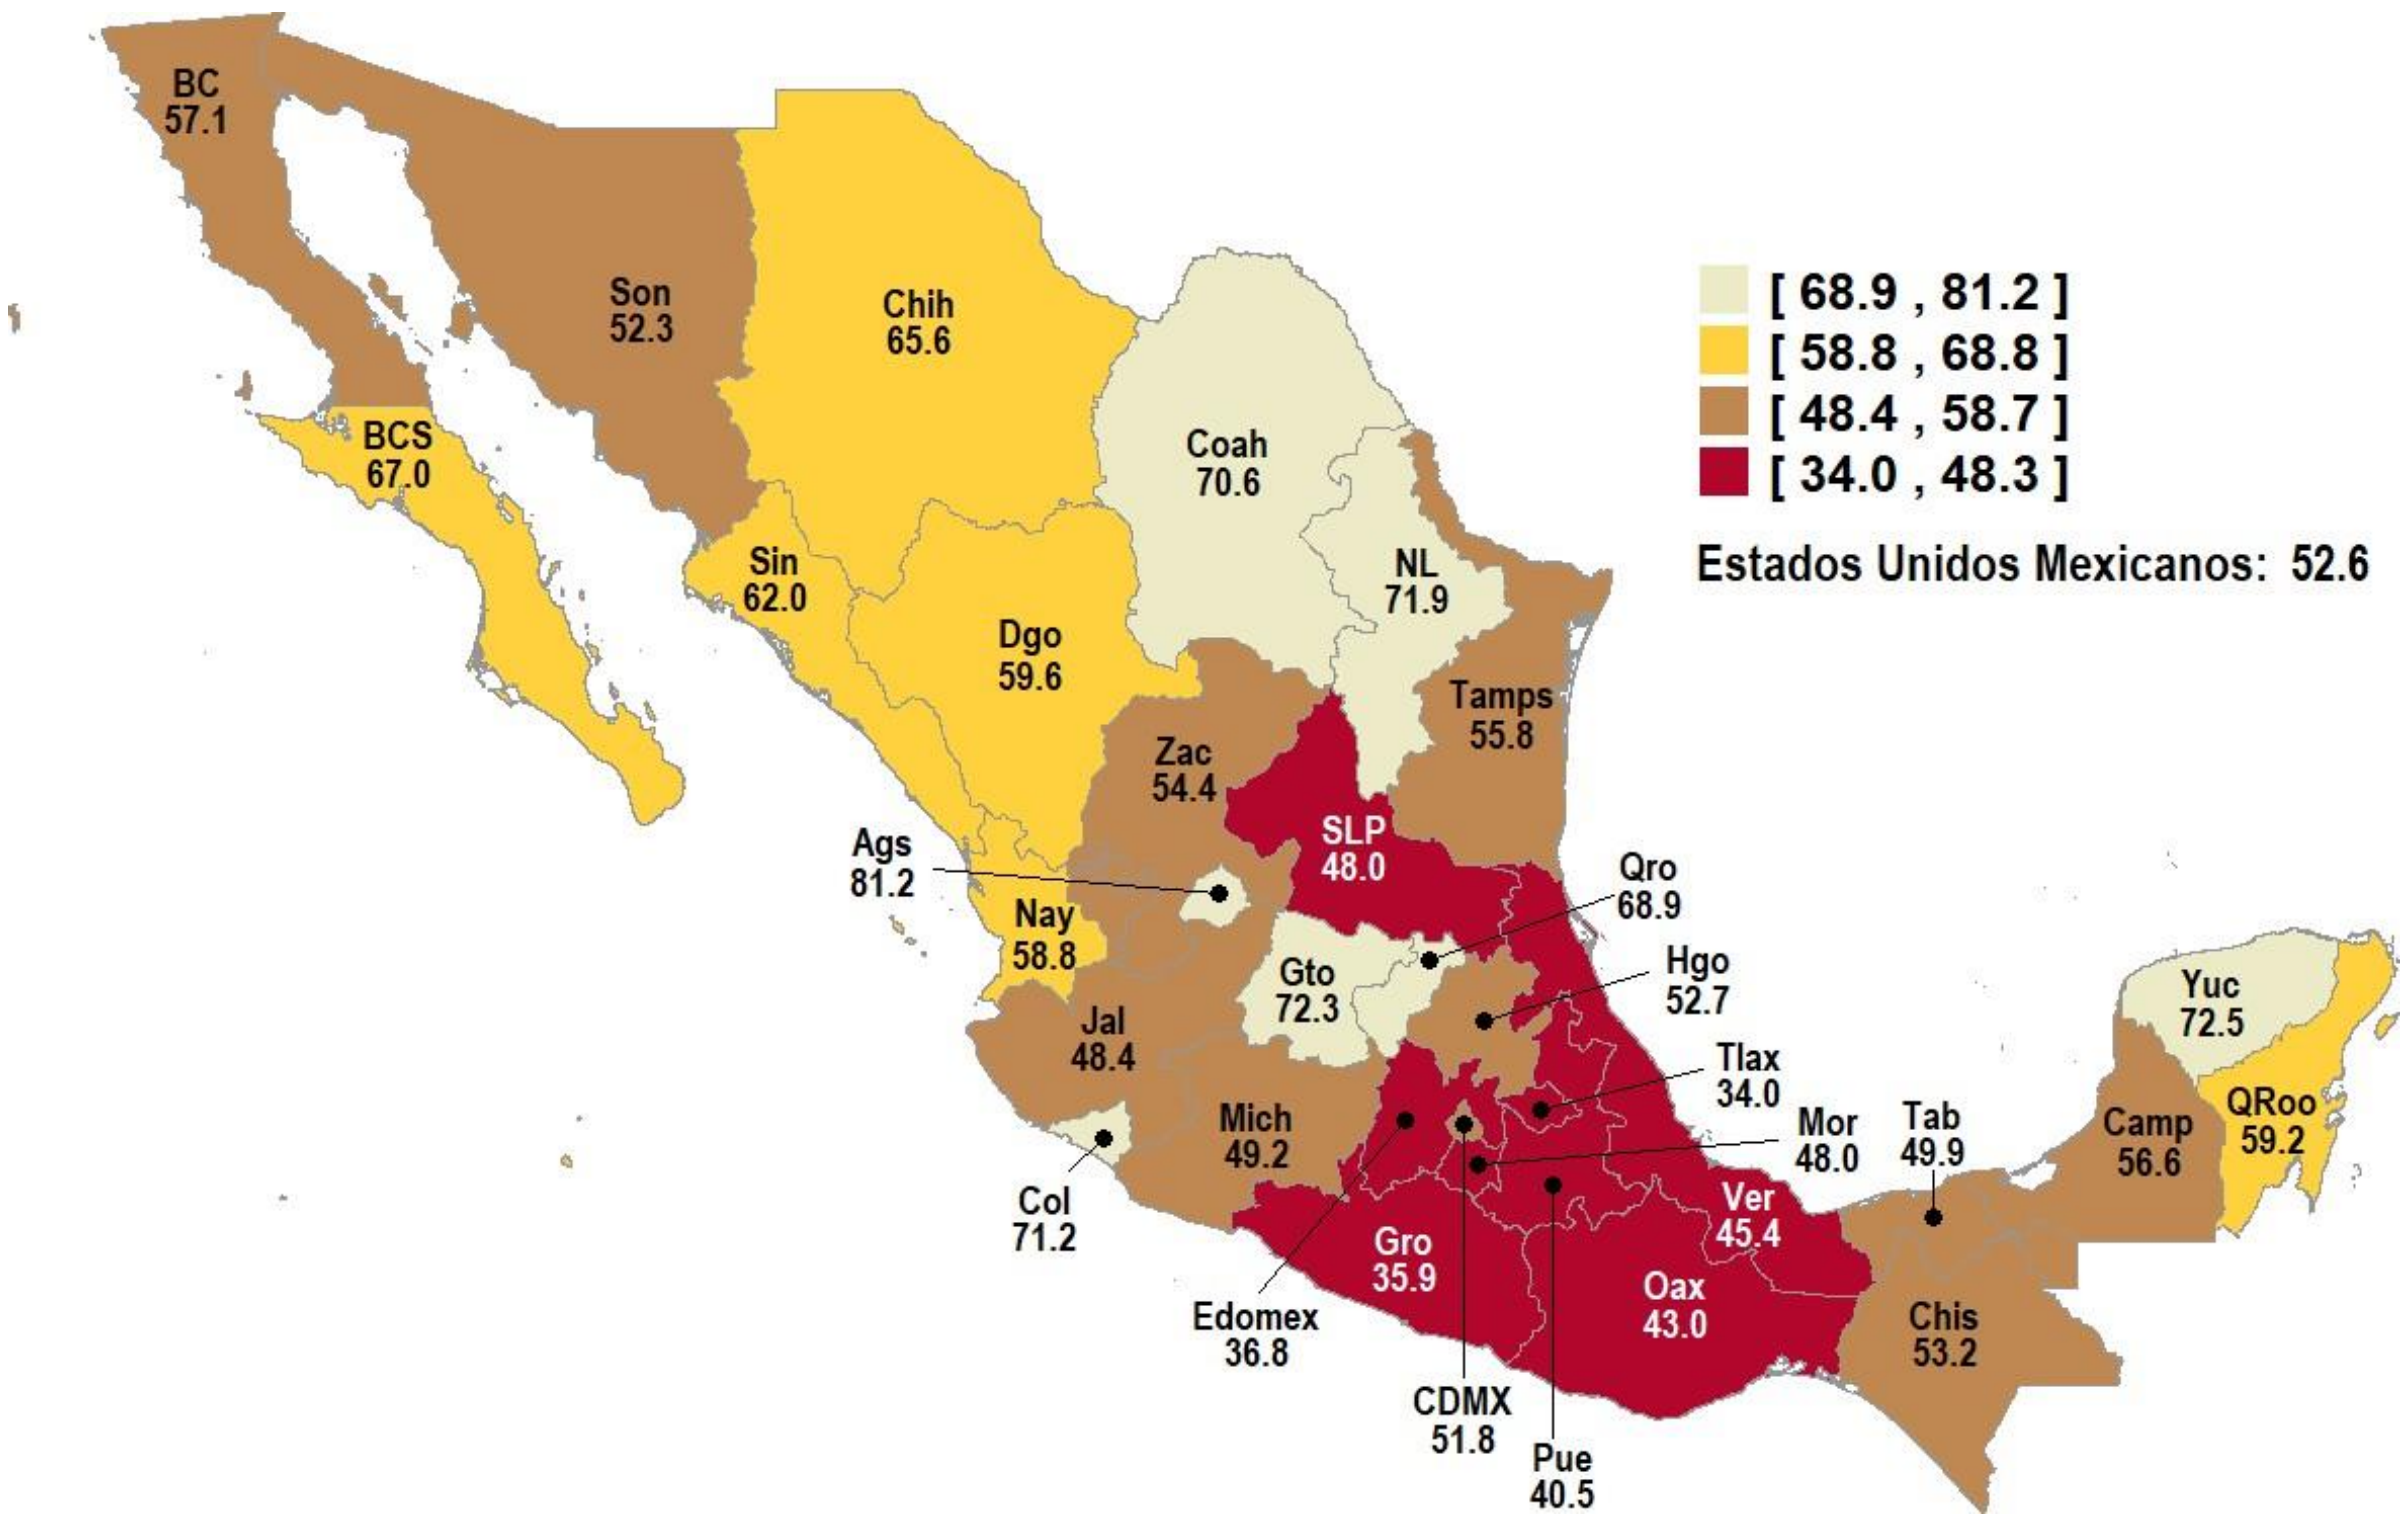 BC
57.1
Son
52.3
Chih
65.6
BCS
67.0
Coah
70.6
Sin
62.0
NL
71.9
Dgo
59.6
Tamps
55.8
Zac
54.4
SLP
48.0
Ags
81.2
Qro
68.9
Nay
58.8
Gto
72.3
Hgo
52.7
Yuc
72.5
Jal
48.4
Tlax
34.0
Mich
49.2
Mor
48.0
Tab
49.9
Camp
56.6
QRoo
59.2
Col
71.2
Ver
45.4
Gro
35.9
Oax
43.0
Edomex
36.8
Chis
53.2
CDMX
51.8
Pue
40.5
[ 68.9 , 81.2 ]
[ 58.8 , 68.8 ]
[ 48.4 , 58.7 ]
[ 34.0 , 48.3 ]
Estados Unidos Mexicanos: 52.6